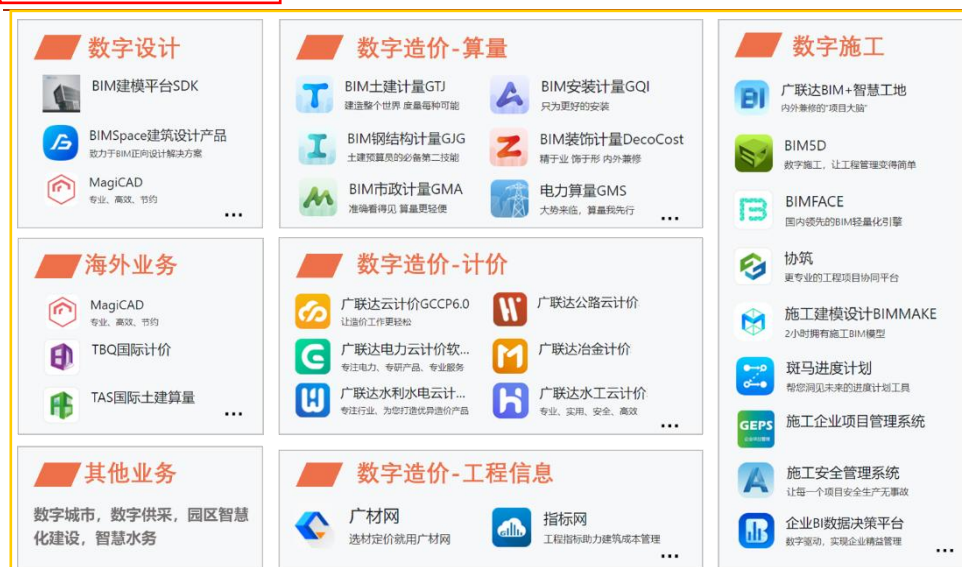 数字设计
BIM建模平台SDK
BIMSpace建筑设计产品
致力于BIM正向设计解决方案
MagiCAD
专业、高效、节约
...
数字造价-算量
BIM土建计量GTJ
建造整个世界 度量每种可能
BIM安装计量GQI
只为更好的安装
BIM钢结构计量GJG
土建预算员的必备第二技能
BIM装饰计量DecoCost
精于业 饰于形 内外兼修
BIM市政计量GMA
准确看得见 算量更轻便
电力算量GMS
大势来临，算量我先行
...
数字施工
广联达BIM+智慧工地
内外兼修的"项目大脑"
BIM5D
数字施工，让工程管理变得简单
BIMFACE
国内领先的BIM轻量化引擎
协筑
更专业的工程项目协同平台
施工建模设计BIMMAKE
2小时拥有施工BIM模型
斑马进度计划
帮您洞见未来的进度计划工具
GEPS
施工企业项目管理系统
施工安全管理系统
让每一个项目安全生产无事故
企业BI数据决策平台
数字驱动，实现企业精益管理
...
海外业务
MagiCAD
专业、高效、节约
TBQ国际计价
TAS国际土建算量
...
数字造价-计价
广联达云计价GCCP6.0
让造价工作更轻松
广联达公路云计价
广联达电力云计价软...
专注电力、专研产品、专业服务
广联达冶金计价
广联达水利水电云计...
专注行业，为您打造优异造价产品
广联达水工云计价
专业、实用、安全、高效
...
其他业务
数字城市，数字供采，园区智慧
化建设，智慧水务
数字造价-工程信息
广材网
选材定价就用广材网
指标网
工程指标助力建筑成本管理
...